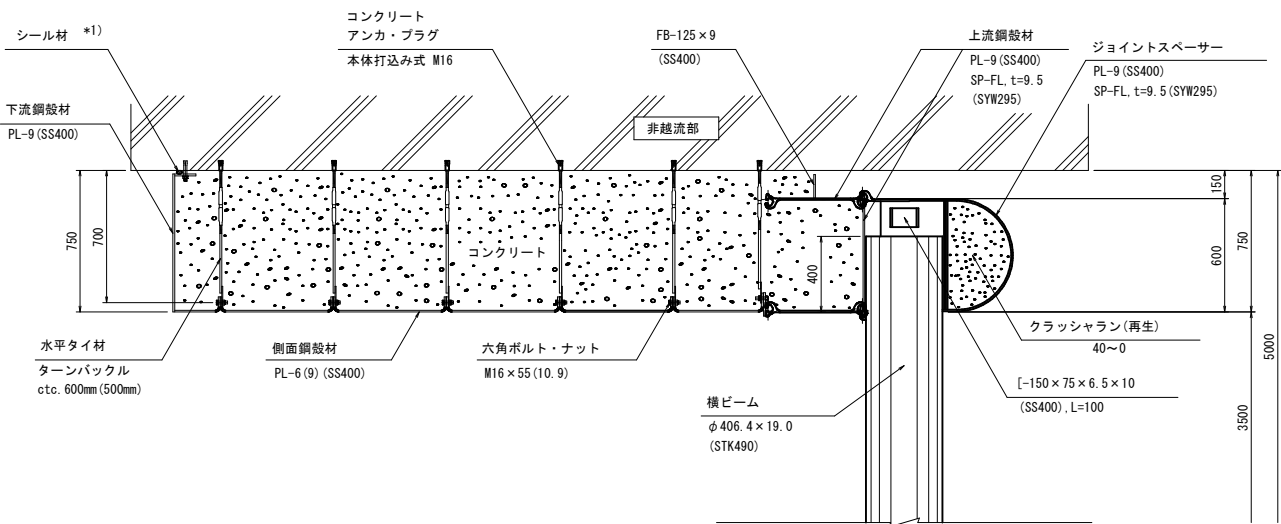 シール材 *1)
下流鋼殻材
PL-9(SS400)
コンクリート
アンカ・プラグ
本体打込み式 M16
FB-125×9
(SS400)
上流鋼殻材
PL-9(SS400)
SP-FL, t=9.5
(SYW295)
ジョイントスペーサー
PL-9(SS400)
SP-FL, t=9.5(SYW295)
非越流部
コンクリート
750
700
400
150
600
750
3500
5000
水平タイ材
ターンバックル
ctc. 600mm(500mm)
側面鋼殻材
PL-6(9)(SS400)
六角ボルト・ナット
M16×55(10.9)
横ビーム
φ406.4×19.0
(STK490)
クラッシャラン(再生)
40〜0
[-150×75×6.5×10
(SS400), L=100